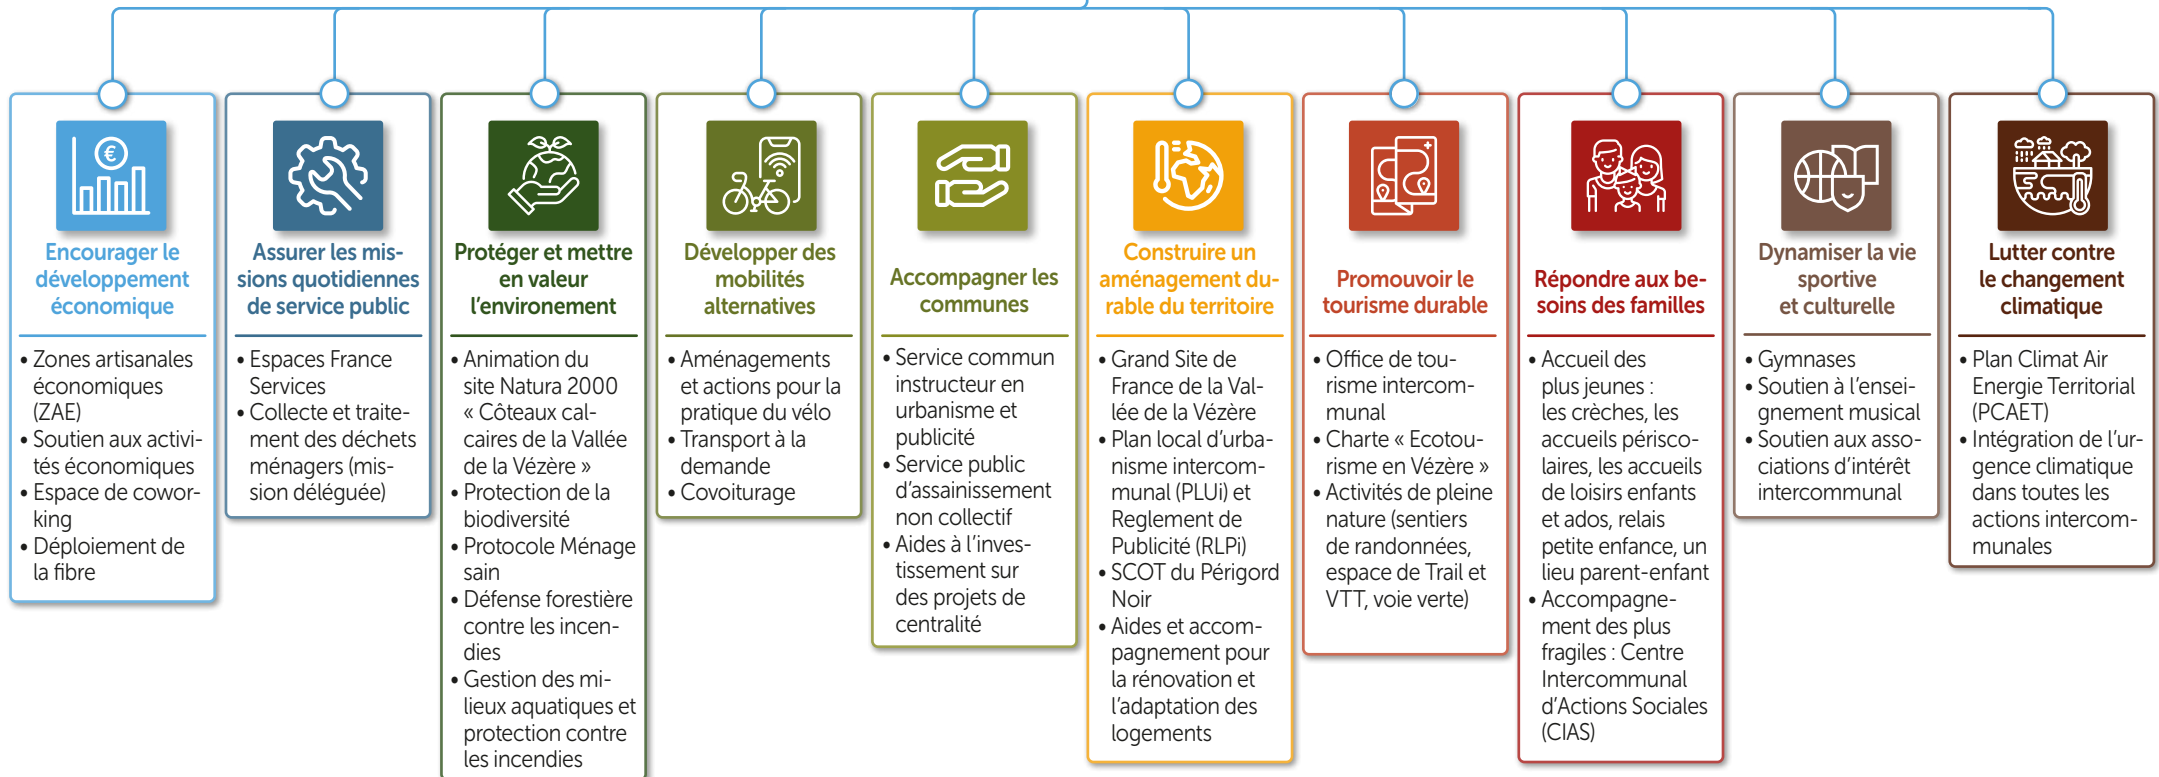 €
Encourager le
développement
économique
• Zones artisanales
économiques
(ZAE)
• Soutien aux activi-
tés économiques
• Espace de cowor-
king
• Déploiement de
la fibre
Assurer les mis-
sions quotidiennes
de service public
• Espaces France
Services
• Collecte et traite-
ment des déchets
ménagers (mis-
sion déléguée)
Protéger et mettre
en valeur
l'environement
• Animation du
site Natura 2000
« Côteaux cal-
caires de la Vallée
de la Vézère »
• Protection de la
biodiversité
• Protocole Ménage
sain
• Défense forestière
contre les incen-
dies
• Gestion des mi-
lieux aquatiques et
protection contre
les incendies
Développer des
mobilités
alternatives
• Aménagements
et actions pour la
pratique du vélo
• Transport à la
demande
• Covoiturage
Accompagner les
communes
• Service commun
instructeur en
urbanisme et
publicité
• Service public
d'assainissement
non collectif
• Aides à l'inves-
tissement sur
des projets de
centralité
Construire un
aménagement du-
rable du territoire
• Grand Site de
France de la Val-
lée de la Vézère
• Plan local d'urba-
nisme intercom-
munal (PLUi) et
Reglement de
Publicité (RLPi)
• SCOT du Périgord
Noir
• Aides et accom-
pagnement pour
la rénovation et
l'adaptation des
logements
Promouvoir le
tourisme durable
• Office de tou-
risme intercom-
munal
• Charte « Ecotou-
risme en Vézère »
• Activités de pleine
nature (sentiers
de randonnées,
espace de Trail et
VTT, voie verte)
Répondre aux be-
soins des familles
• Accueil des
plus jeunes :
les crèches, les
accueils périsco-
laires, les accueils
de loisirs enfants
et ados, relais
petite enfance, un
lieu parent-enfant
• Accompagne-
ment des plus
fragiles : Centre
Intercommunal
d'Actions Sociales
(CIAS)
Dynamiser la vie
sportive
et culturelle
• Gymnases
• Soutien à l'ensei-
gnement musical
• Soutien aux asso-
ciations d'intérêt
intercommunal
Lutter contre
le changement
climatique
• Plan Climat Air
Energie Territorial
(PCAET)
• Intégration de l'ur-
gence climatique
dans toutes les
actions intercom-
munales